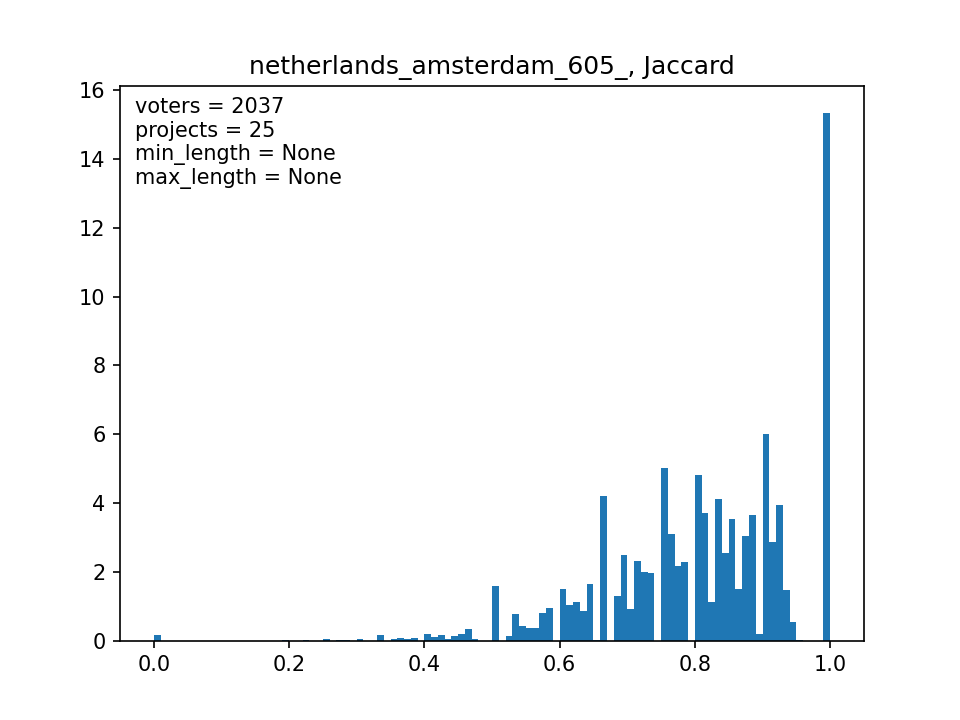 netherlands_amsterdam_605_, Jaccard
voters = 2037
projects = 25
min_length = None
max_length = None
16
14
12
10
8
6
4
2
0
0.0 0.2 0.4 0.6 0.8 1.0